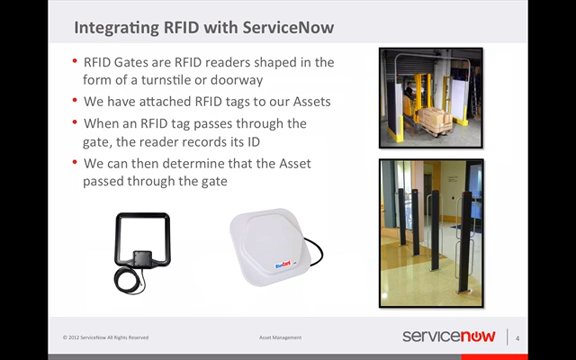 Integrating RFID with ServiceNow
• RFID Gates are RFID readers shaped in the
form of a turnstile or doorway
• We have attached RFID tags to our Assets
• When an RFID tag passes through the
gate, the reader records its ID
• We can then determine that the Asset
passed through the gate
© 2012 ServiceNow All Rights Reserved
Asset Management
servicenow
4